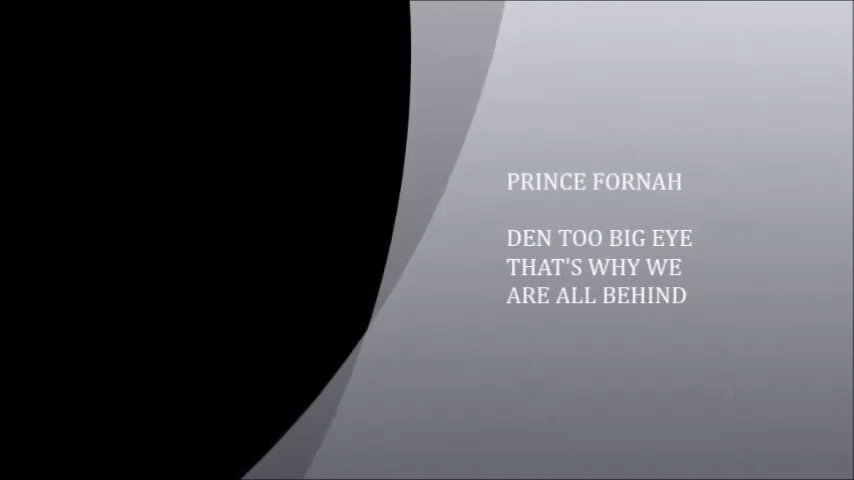 PRINCE FORNAH
DEN TOO BIG EYE
THAT'S WHY WE
ARE ALL BEHIND